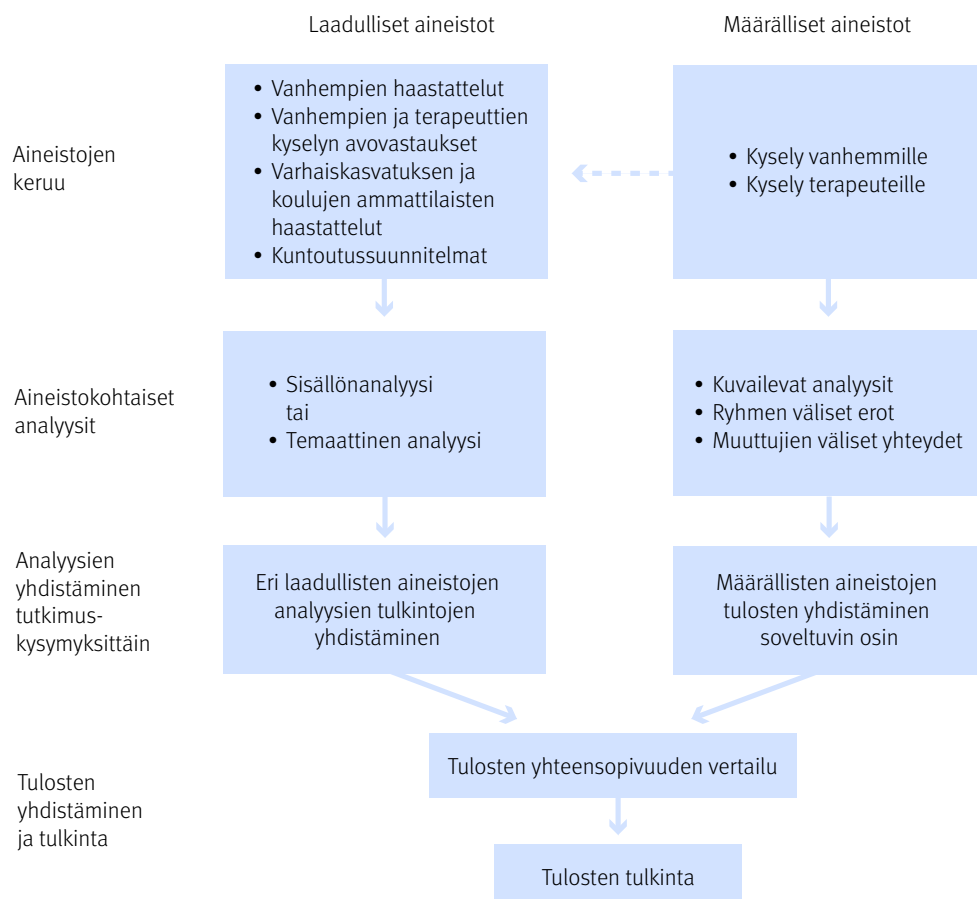 Laadulliset aineistot
Määrälliset aineistot
Aineistojen
keruu
• Vanhempien haastattelut
• Vanhempien ja terapeuttien
kyselyn avovastaukset
• Varhaiskasvatuksen ja
koulujen ammattilaisten
haastattelut
• Kuntoutussuunnitelmat
• Kysely vanhemmille
• Kysely terapeuteille
Aineistokohtaiset
analyysit
• Sisällönanalyysi
tai
• Temaattinen analyysi
• Kuvailevat analyysit
• Ryhmen väliset erot
• Muuttujien väliset yhteydet
Analyysien
yhdistäminen
tutkimus-
kysymyksittäin
Eri laadullisten aineistojen
analyysien tulkintojen
yhdistäminen
Määrällisten aineistojen
tulosten yhdistäminen
soveltuvin osin
Tulosten
yhdistäminen
ja tulkinta
Tulosten yhteensopivuuden vertailu
Tulosten tulkinta